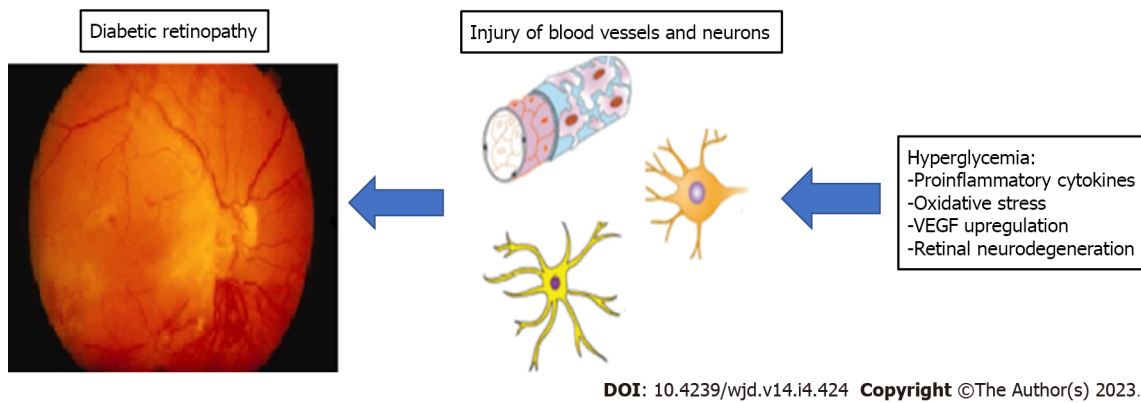 Diabetic retinopathy
Injury of blood vessels and neurons
Hyperglycemia:
-Proinflammatory cytokines
-Oxidative stress
-VEGF upregulation
-Retinal neurodegeneration
DOI: 10.4239/wjd.v14.i4.424 Copyright ©The Author(s) 2023.